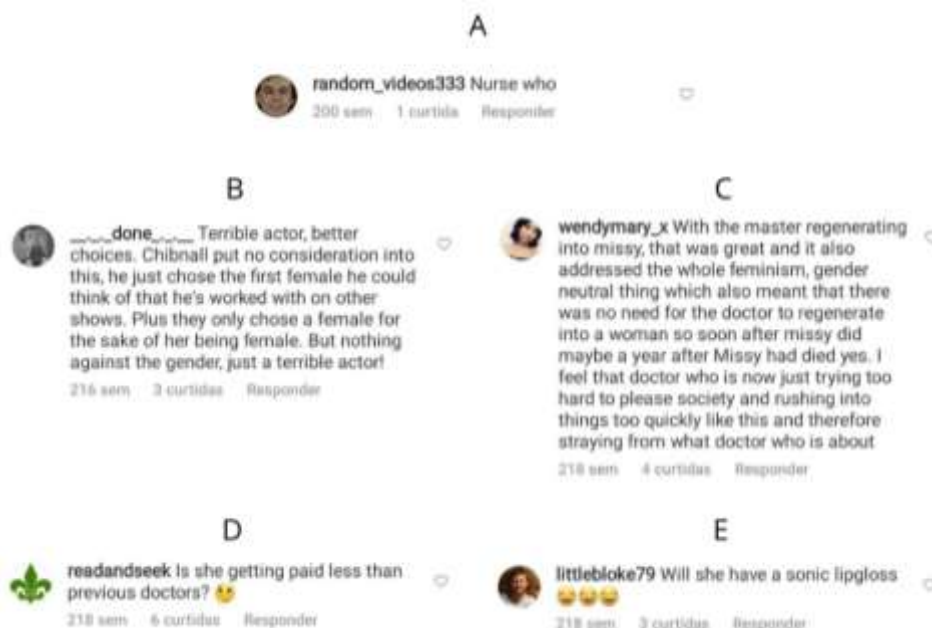 A
random_videos333 Nurse who
200 sem 1 curtida Responder
B
__-_-_done_-_-__ Terrible actor, better
choices. Chibnall put no consideration into
this, he just chose the first female he could
think of that he's worked with on other
shows. Plus they only chose a female for
the sake of her being female. But nothing
against the gender, just a terrible actor!
216 sem 3 curtidas Responder
C
wendymary_x With the master regenerating
into missy, that was great and it also
addressed the whole feminism, gender
neutral thing which also meant that there
was no need for the doctor to regenerate
into a woman so soon after missy did
maybe a year after Missy had died yes. I
feel that doctor who is now just trying too
hard to please society and rushing into
things too quickly like this and therefore
straying from what doctor who is about
218 sem 4 curtidas Responder
D
readandseek Is she getting paid less than
previous doctors? 🤔
218 sem 6 curtidas Responder
E
littlebloke79 Will she have a sonic lipgloss
😂😂😂
218 sem 3 curtidas Responder